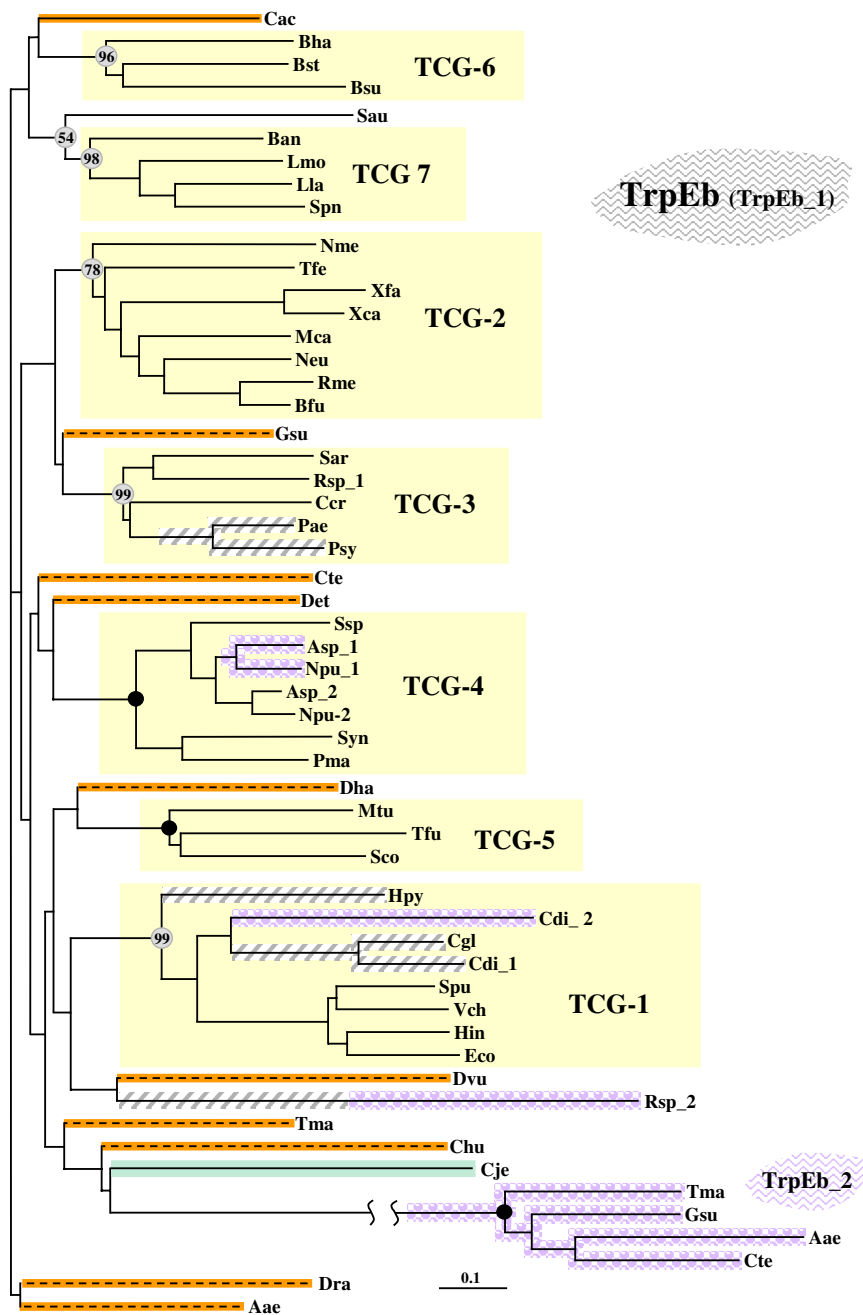 Cac
Bha
96
TCG-6
Bst
Bsu
Sau
54
Ban
98
TCG 7
Lmo
Lla
Spn
TrpEb (TrpEb_1)
Nme
78
Tfe
Xfa
TCG-2
Xca
Mca
Neu
Rme
Bfu
Gsu
Sar
Rsp_1
99
Ccr
TCG-3
Pae
Psy
Cte
Det
Ssp
Asp_1
Npu_1
TCG-4
Asp_2
Npu-2
Syn
Pma
Dha
Mtu
Tfu
TCG-5
Sco
Hpy
Cdi_ 2
99
Cgl
Cdi_1
Spu
TCG-1
Vch
Hin
Eco
Dvu
Rsp_2
Tma
Chu
Cje
TrpEb_2
Tma
Gsu
Aae
Cte
Dra
0.1
Aae